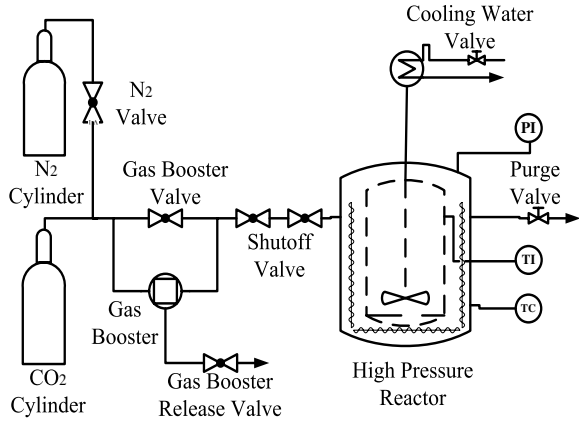 Cooling Water
Valve
N2
Valve
PI
N2
Cylinder
Gas Booster
Valve
Purge
Valve
Shutoff
Valve
TI
Gas
Booster
TC
CO2
Cylinder
Gas Booster
Release Valve
High Pressure
Reactor